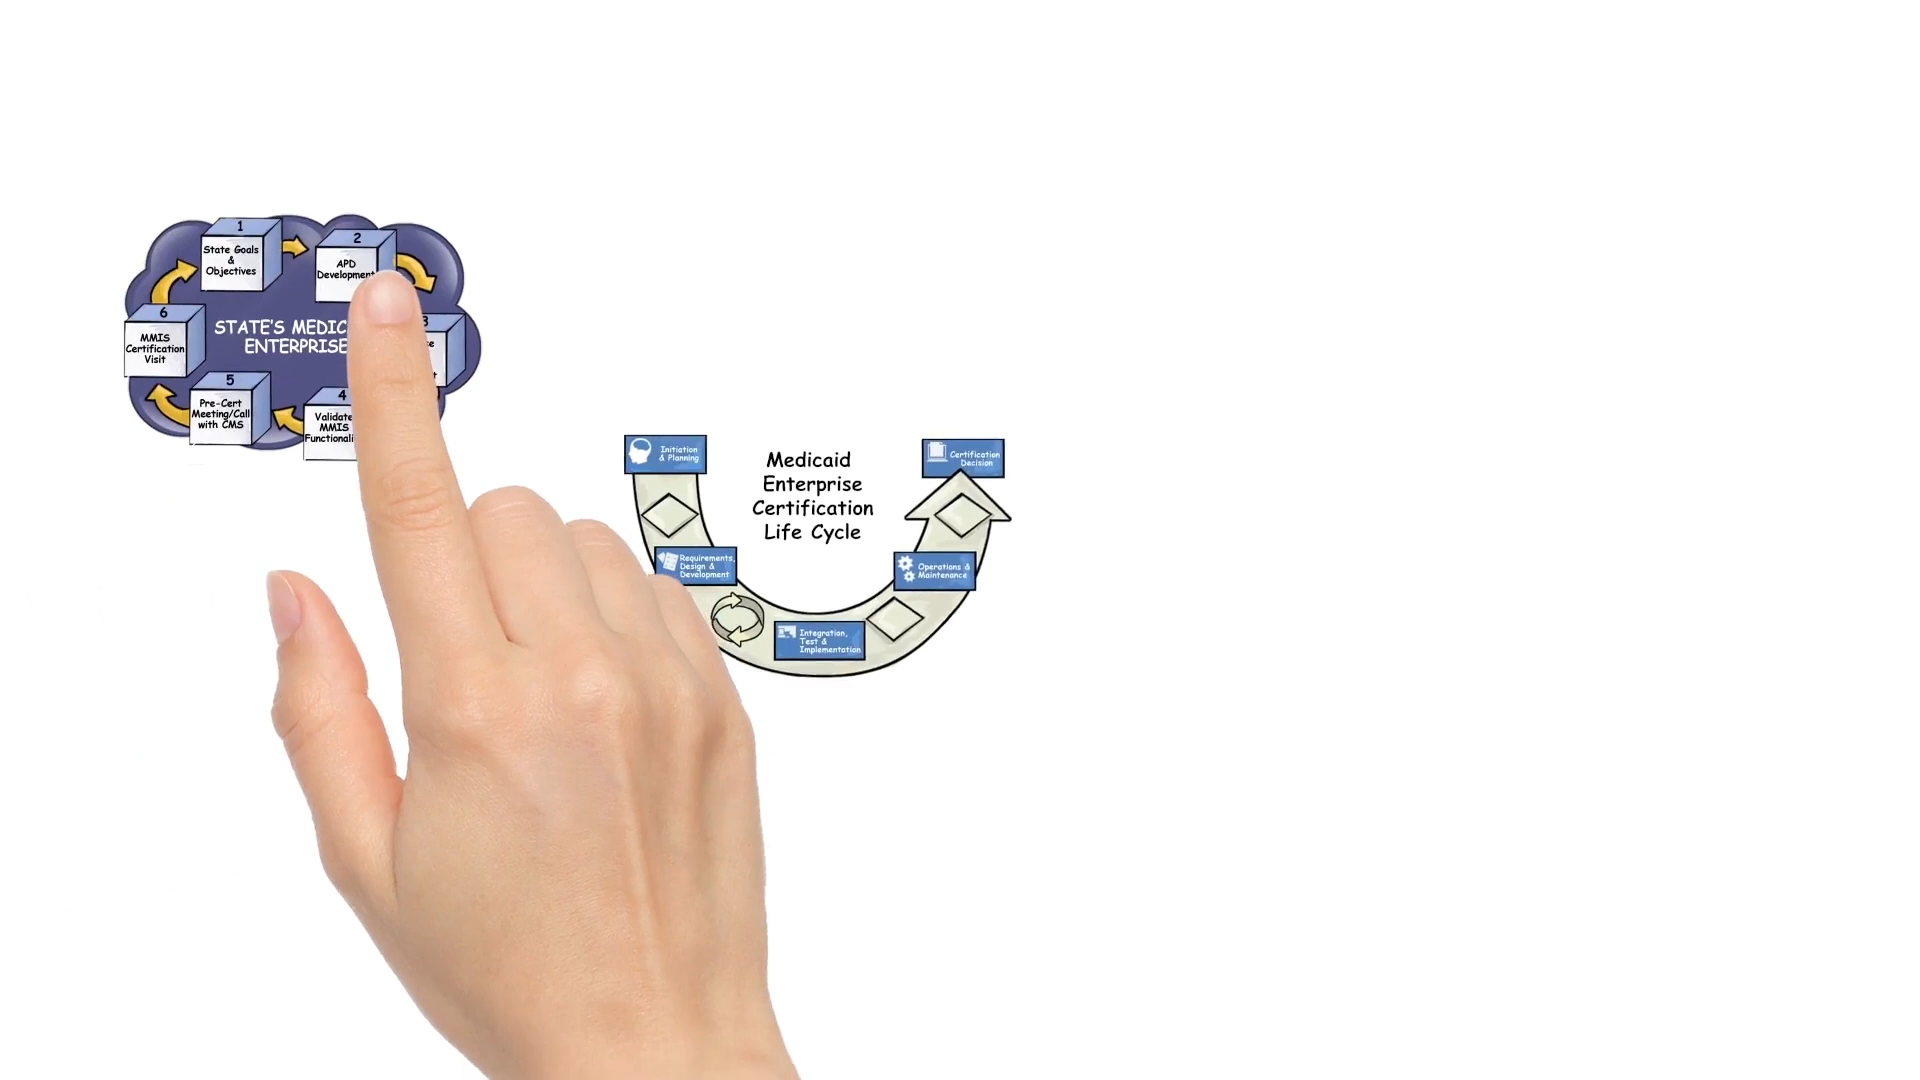 1
State Goals
&
Objectives
2
APD
Development
3
STATE'S
ENTERPRISE
6
MMIS
Certification
Visit
5
Pre-Cert
Meeting/Call
with CMS
4
Validate
MMIS
Initiation
& Planning
Medicaid
Enterprise
Certification
Life Cycle
Certification
Decision
Requirements,
Design &
Development
Operations &
Maintenance
Integration,
Test &
Implementation